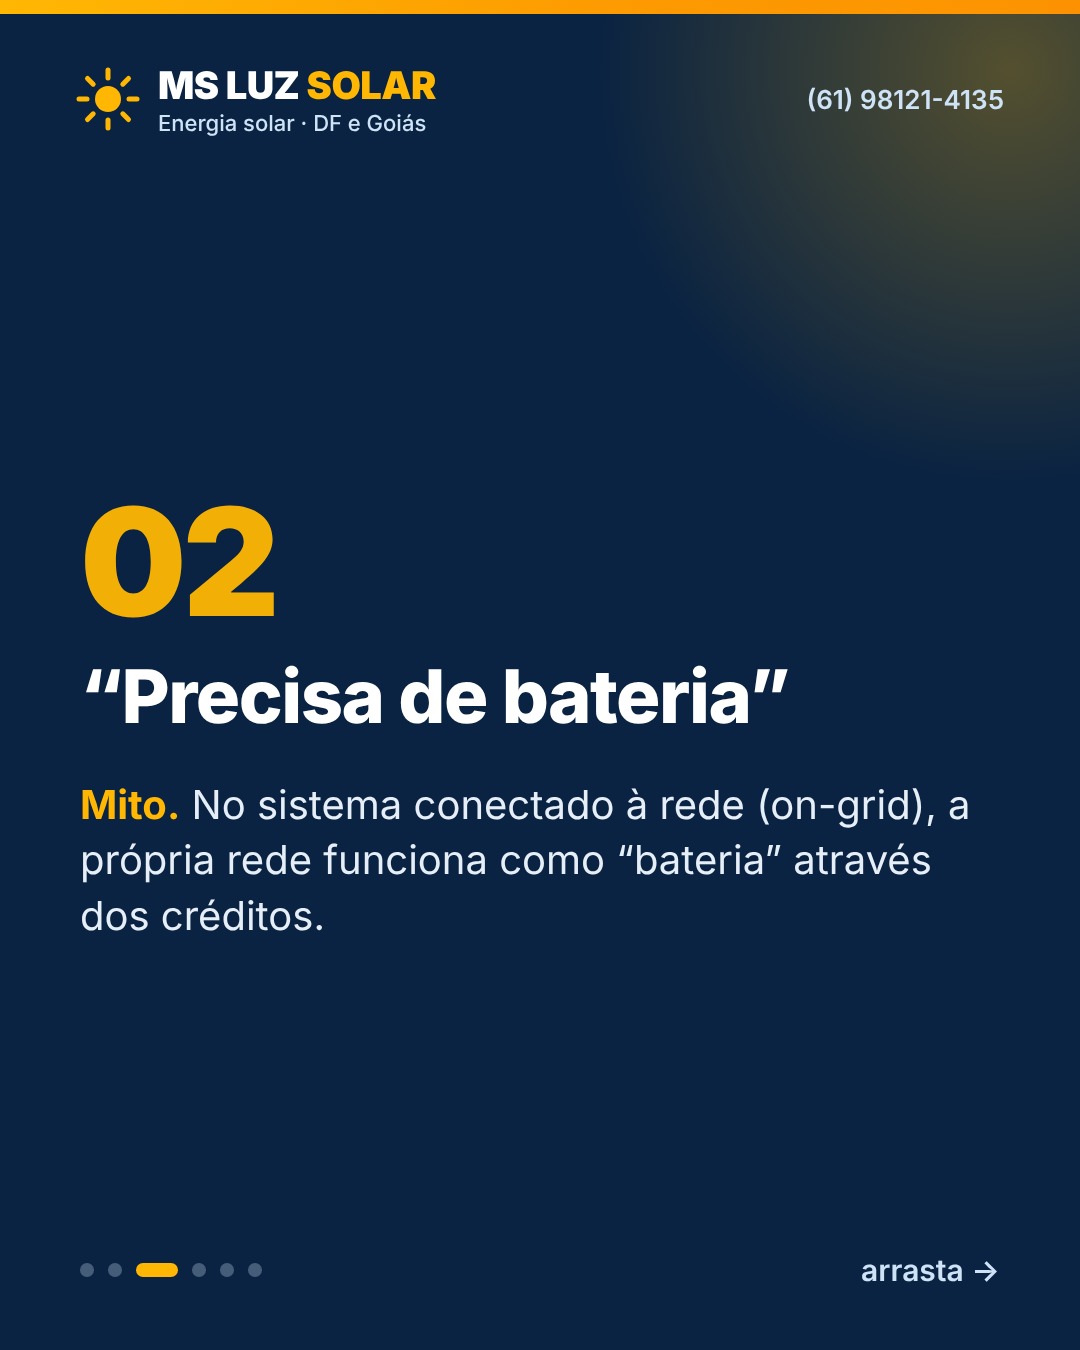 MS LUZ SOLAR
Energia solar · DF e Goiás
(61) 98121-4135
02
“Precisa de bateria”
Mito. No sistema conectado à rede (on-grid), a
própria rede funciona como “bateria” através
dos créditos.
arrasta →